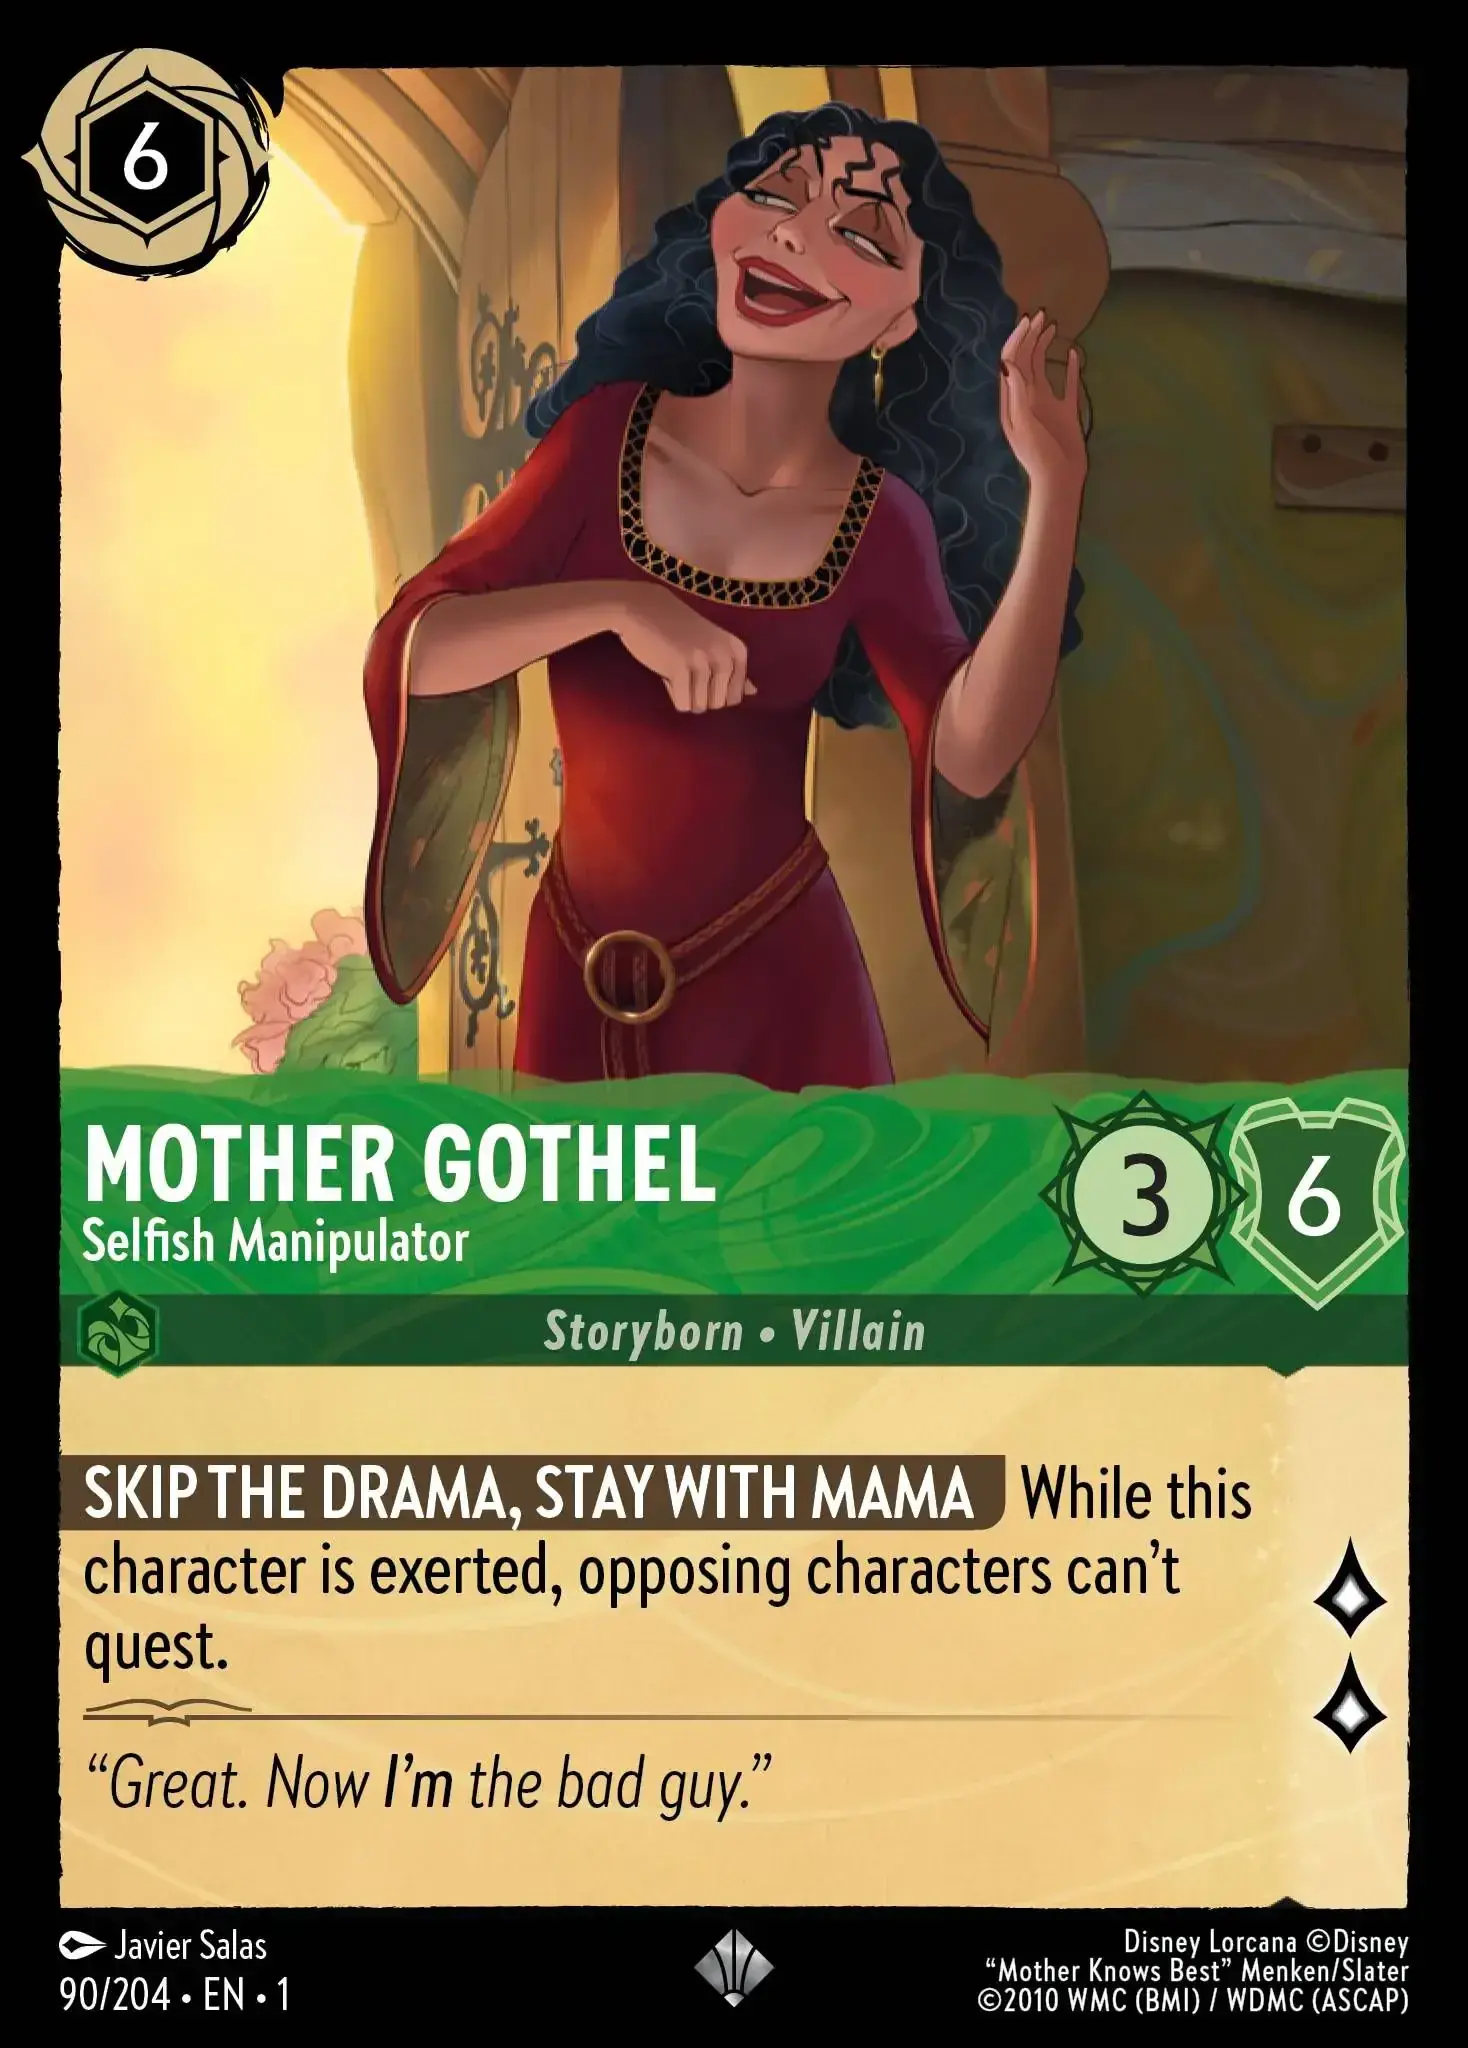 6
MOTHER GOTHEL
Selfish Manipulator
3
6
Storyborn • Villain
SKIP THE DRAMA, STAY WITH MAMA While this
character is exerted, opposing characters can't
quest.
“Great. Now I'm the bad guy.”
Javier Salas
90/204 • EN • 1
Disney Lorcana ©Disney
“Mother Knows Best” Menken/Slater
©2010 WMC (BMI) / WDMC (ASCAP)